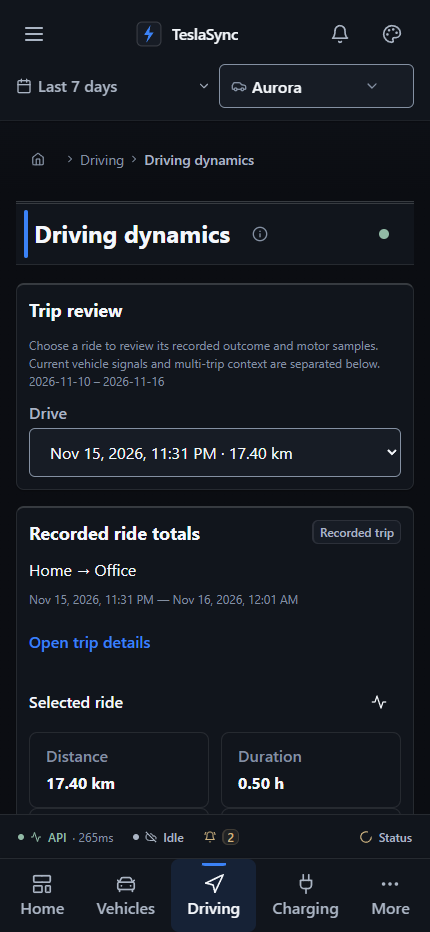 TeslaSync
Last 7 days
Aurora
Driving
Driving dynamics
Driving dynamics
Trip review
Choose a ride to review its recorded outcome and motor samples.
Current vehicle signals and multi-trip context are separated below.
2026-11-10 – 2026-11-16
Drive
Nov 15, 2026, 11:31 PM · 17.40 km
Recorded ride totals
Recorded trip
Home → Office
Nov 15, 2026, 11:31 PM — Nov 16, 2026, 12:01 AM
Open trip details
Selected ride
Distance
Duration
17.40 km
0.50 h
API · 265ms
Idle
2
Status
Home
Vehicles
Driving
Charging
More